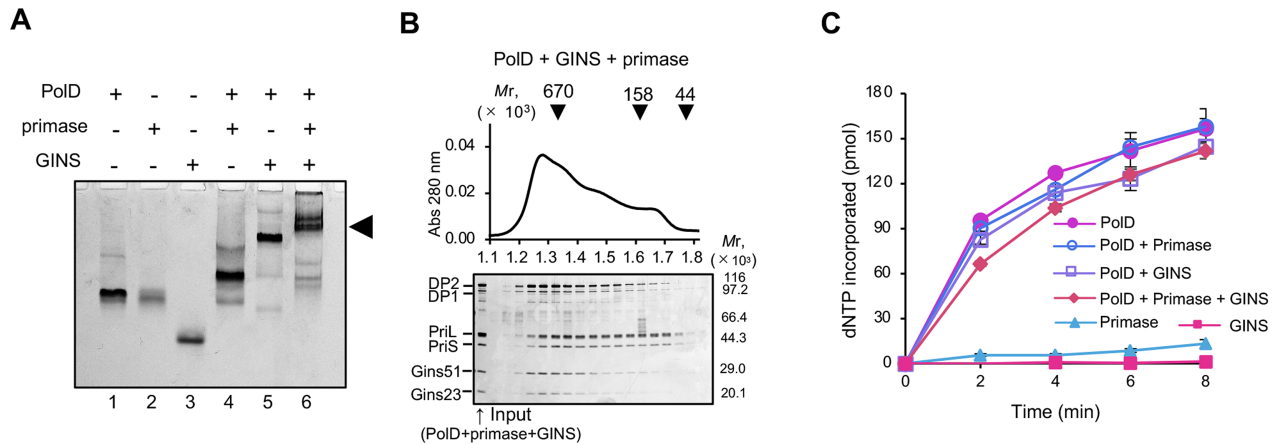 A
PolD + - - + + +
primase - + - + - +
GINS - - + - + +
1 2 3 4 5 6
B
PolD + GINS + primase
Mr,
(× 10³)
670 158 44
Abs 280 nm
0.04
0.02
0.00
1.1 1.2 1.3 1.4 1.5 1.6 1.7 1.8
Mr,
(× 10³)
DP2
DP1
PriL
PriS
Gins51
Gins23
116
97.2
66.4
44.3
29.0
20.1
↑ Input
(PolD+primase+GINS)
C
dNTP incorporated (pmol)
180
150
120
90
60
30
0
PolD
PolD + Primase
PolD + GINS
PolD + Primase + GINS
Primase
GINS
0 2 4 6 8
Time (min)